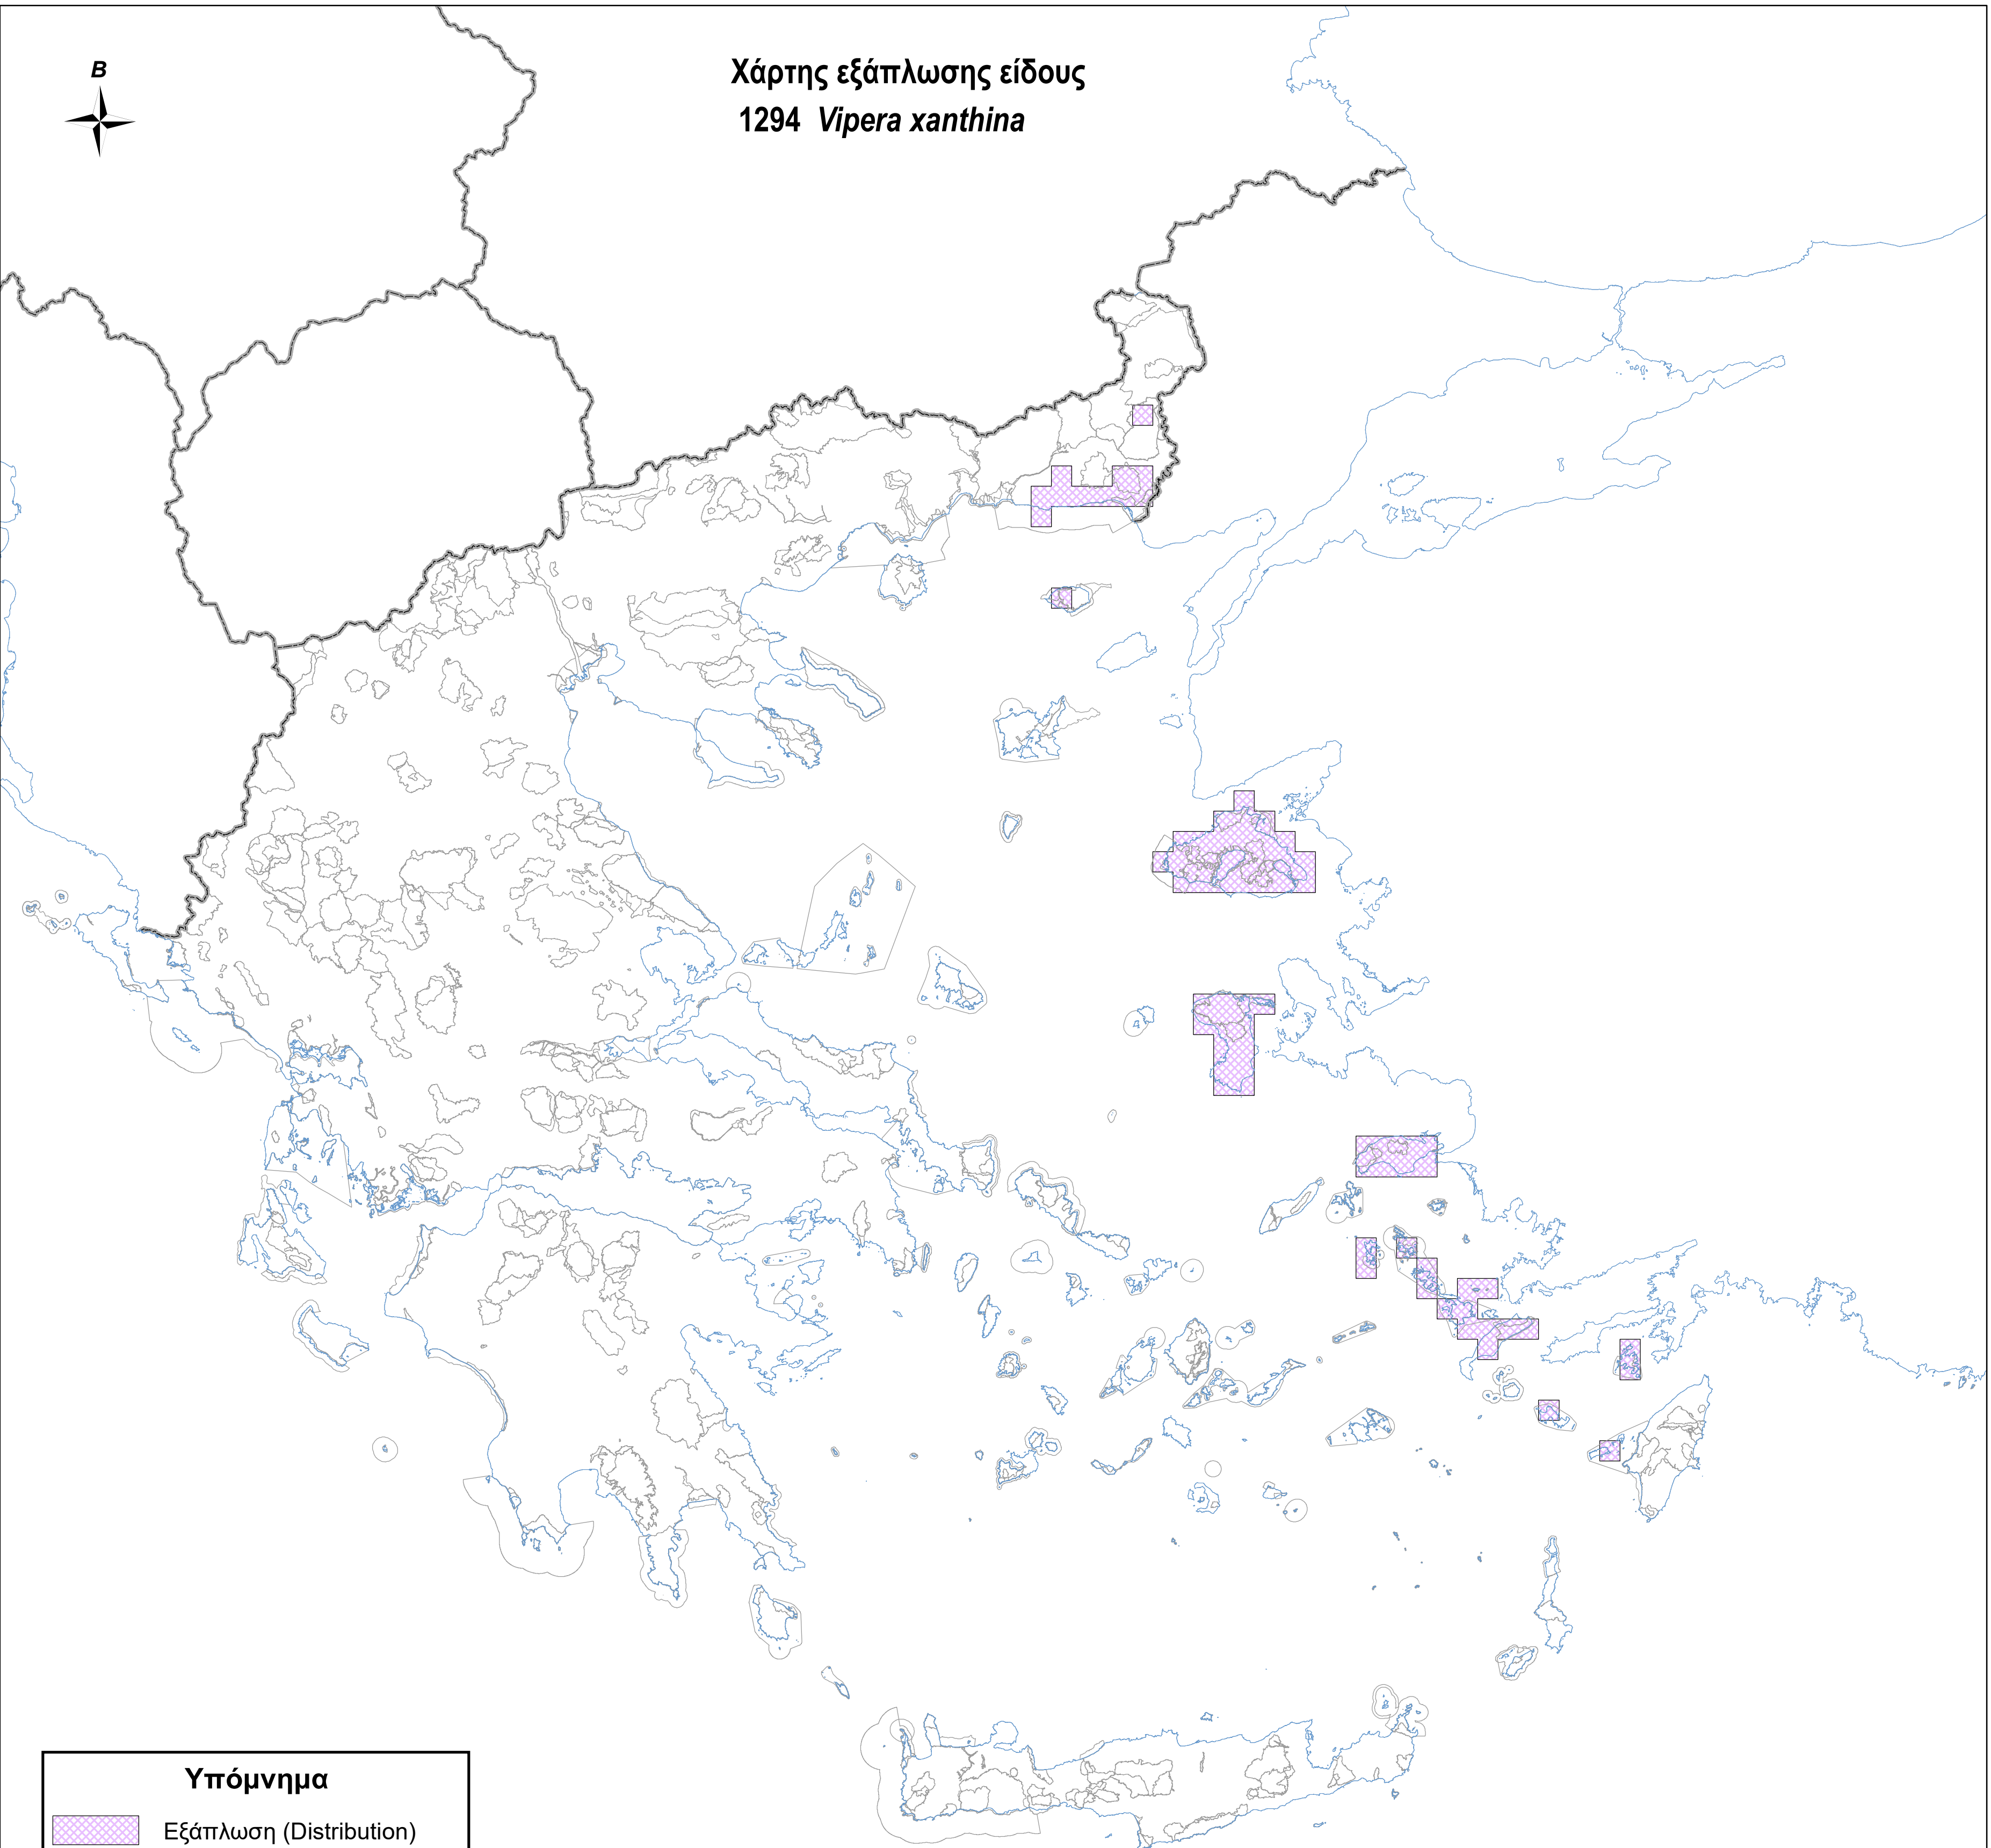 B
Χάρτης εξάπλωσης είδους
1294 Vipera xanthina
Υπόμνημα
Εξάπλωση (Distribution)